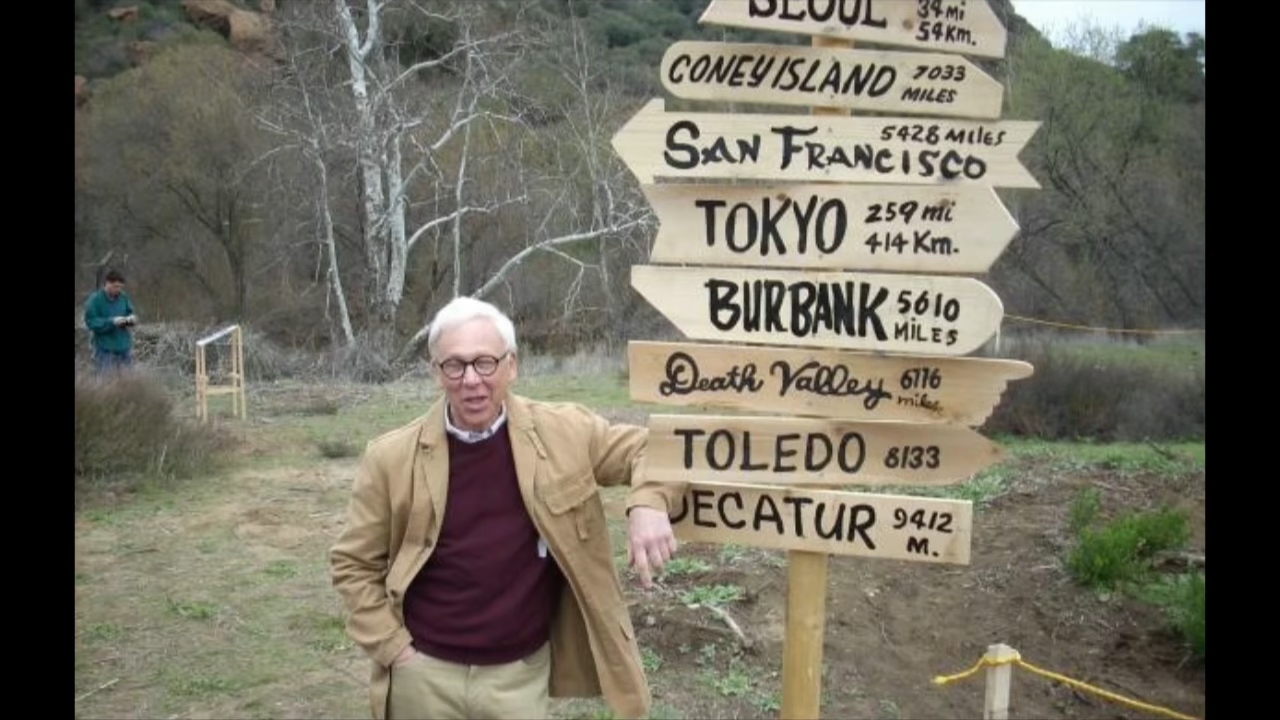 SEOUL 34 mi
54 Km.
CONEY ISLAND 7033
MILES
5428 MILES
SAN FRANCISCO
TOKYO 259 mi
414 Km.
BURBANK 5610
MILES
Death Valley 6116
miles
TOLEDO 8133
DECATUR 9412
M.